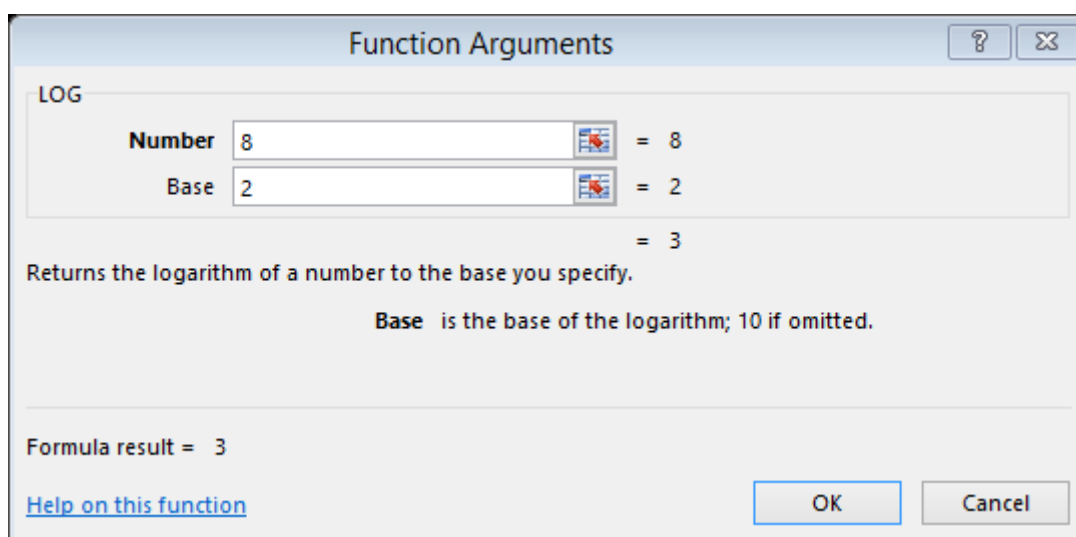 Function Arguments
?
LOG
Number 8 = 8
Base 2 = 2
= 3
Returns the logarithm of a number to the base you specify.
Base is the base of the logarithm; 10 if omitted.
Formula result = 3
Help on this function
OK Cancel